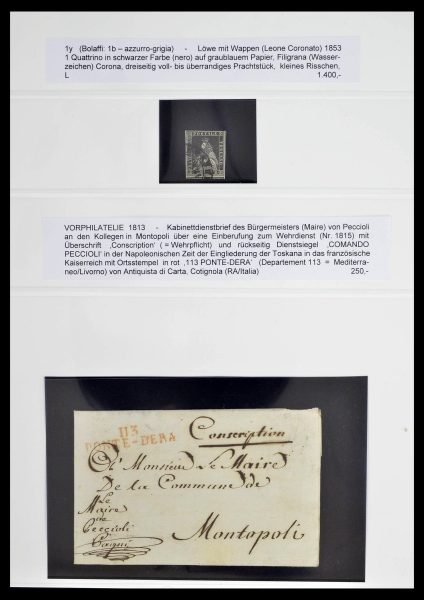 1y (Bolaffi: 1b – azzurro-grigia) - Löwe mit Wappen (Leone Coronato) 1853
1 Quattrino in schwarzer Farbe (nero) auf graublauem Papier, Filigrana (Wasser-
zeichen) Corona, dreiseitig voll- bis überrandiges Prachtstück, kleines Risschen,
L 1.400,-
VORPHILATELIE 1813 - Kabinettdienstbrief des Bürgermeisters (Maire) von Peccioli
an den Kollegen in Montopoli über eine Einberufung zum Wehrdienst (Nr. 1815) mit
Überschrift ‚Conscription' (= Wehrpflicht) und rückseitig Dienstsiegel ‚COMANDO
PECCIOLI' in der Napoleonischen Zeit der Eingliederung der Toskana in das französische
Kaiserreich mit Ortsstempel in rot ‚113 PONTE-DERA' (Departement 113 = Mediterra-
neo/Livorno) von Antiquista di Carta. Cotignola (RA/Italia) 250,-
113
PONTE-DERA
Conscription
A Monsieur Le Maire
De la Commune de
Montopoli
Le
Maire
de
Peccioli